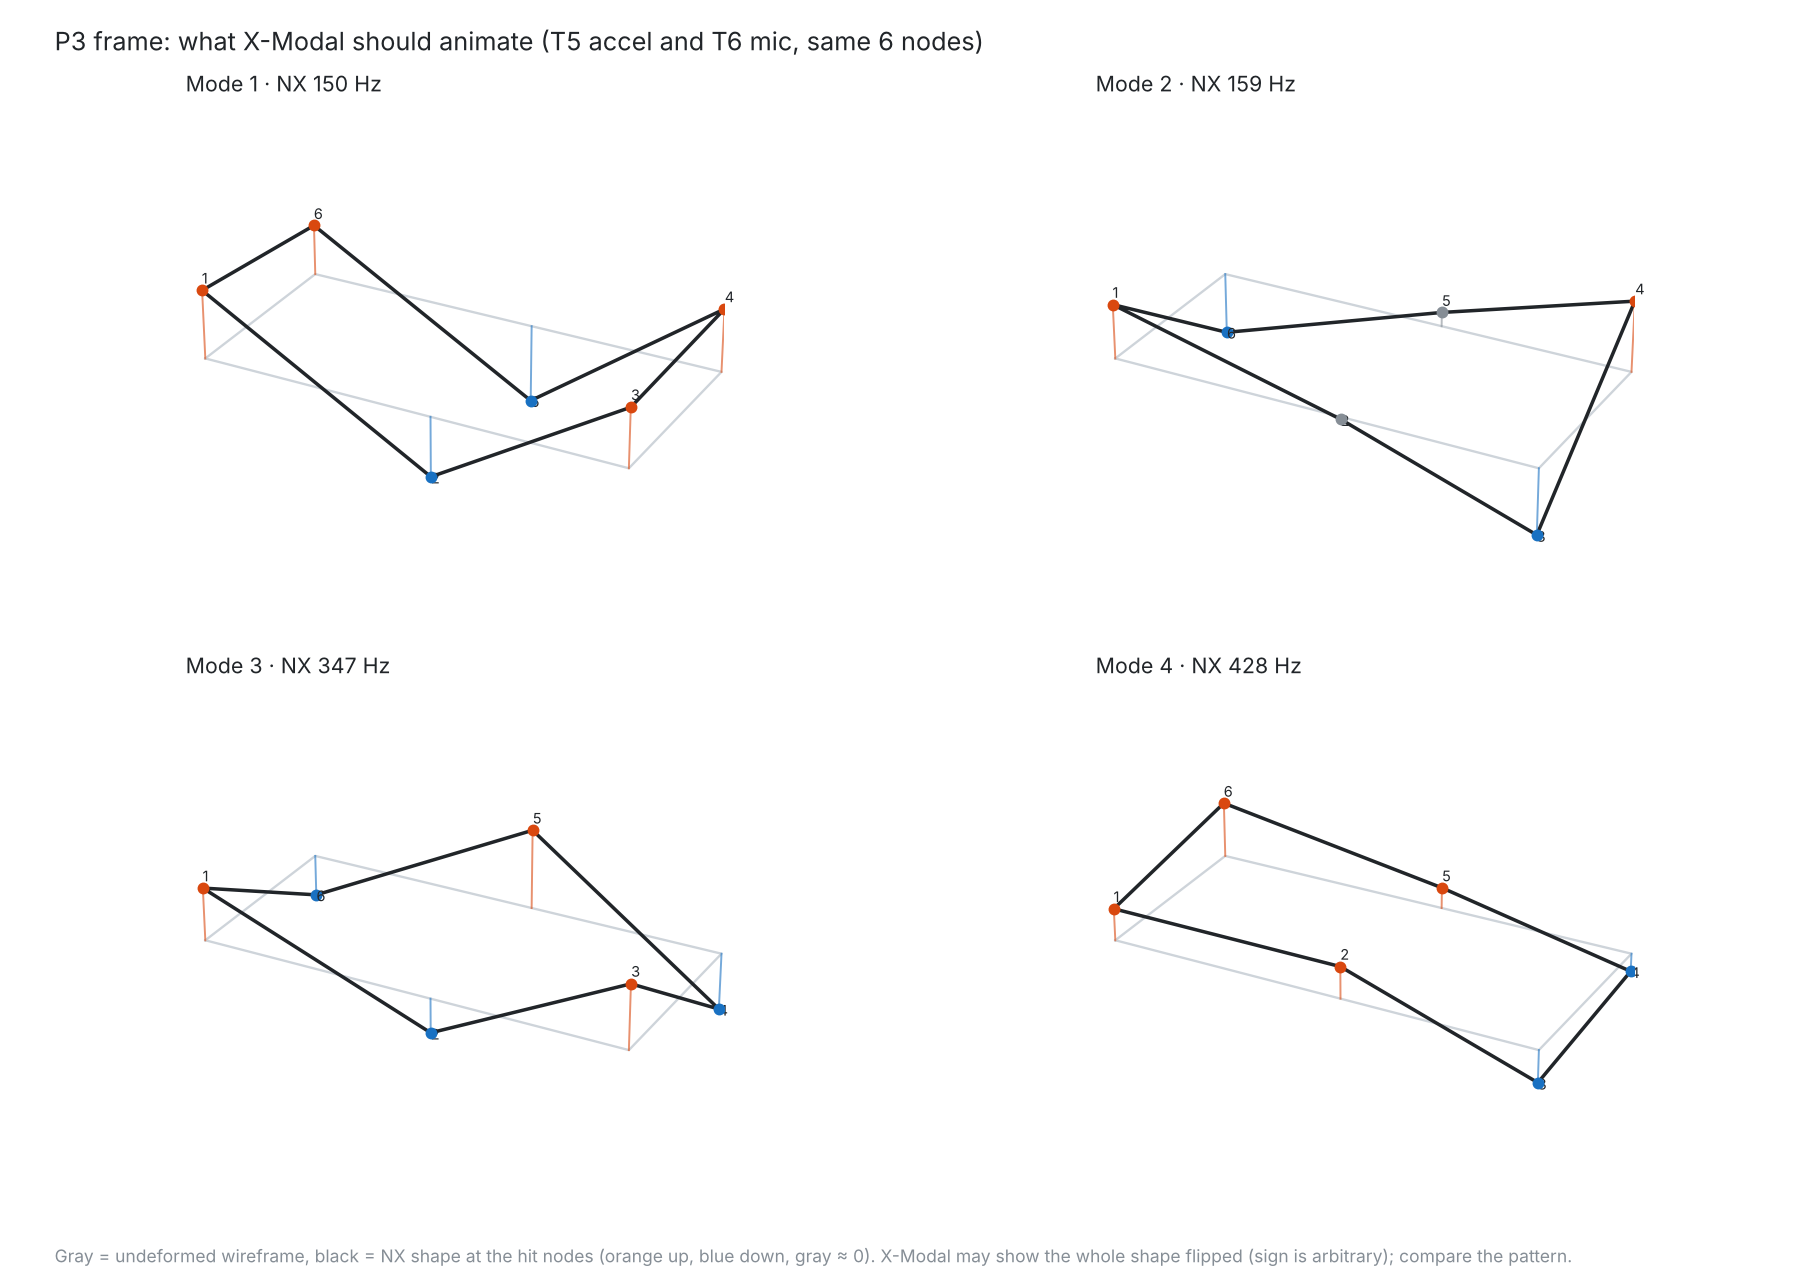 P3 frame: what X-Modal should animate (T5 accel and T6 mic, same 6 nodes)
Mode 1 · NX 150 Hz
6
1
4
3
Mode 2 · NX 159 Hz
1
4
5
Mode 3 · NX 347 Hz
5
1
6
3
Mode 4 · NX 428 Hz
6
5
1
2
4
Gray = undeformed wireframe, black = NX shape at the hit nodes (orange up, blue down, gray ≈ 0). X-Modal may show the whole shape flipped (sign is arbitrary); compare the pattern.